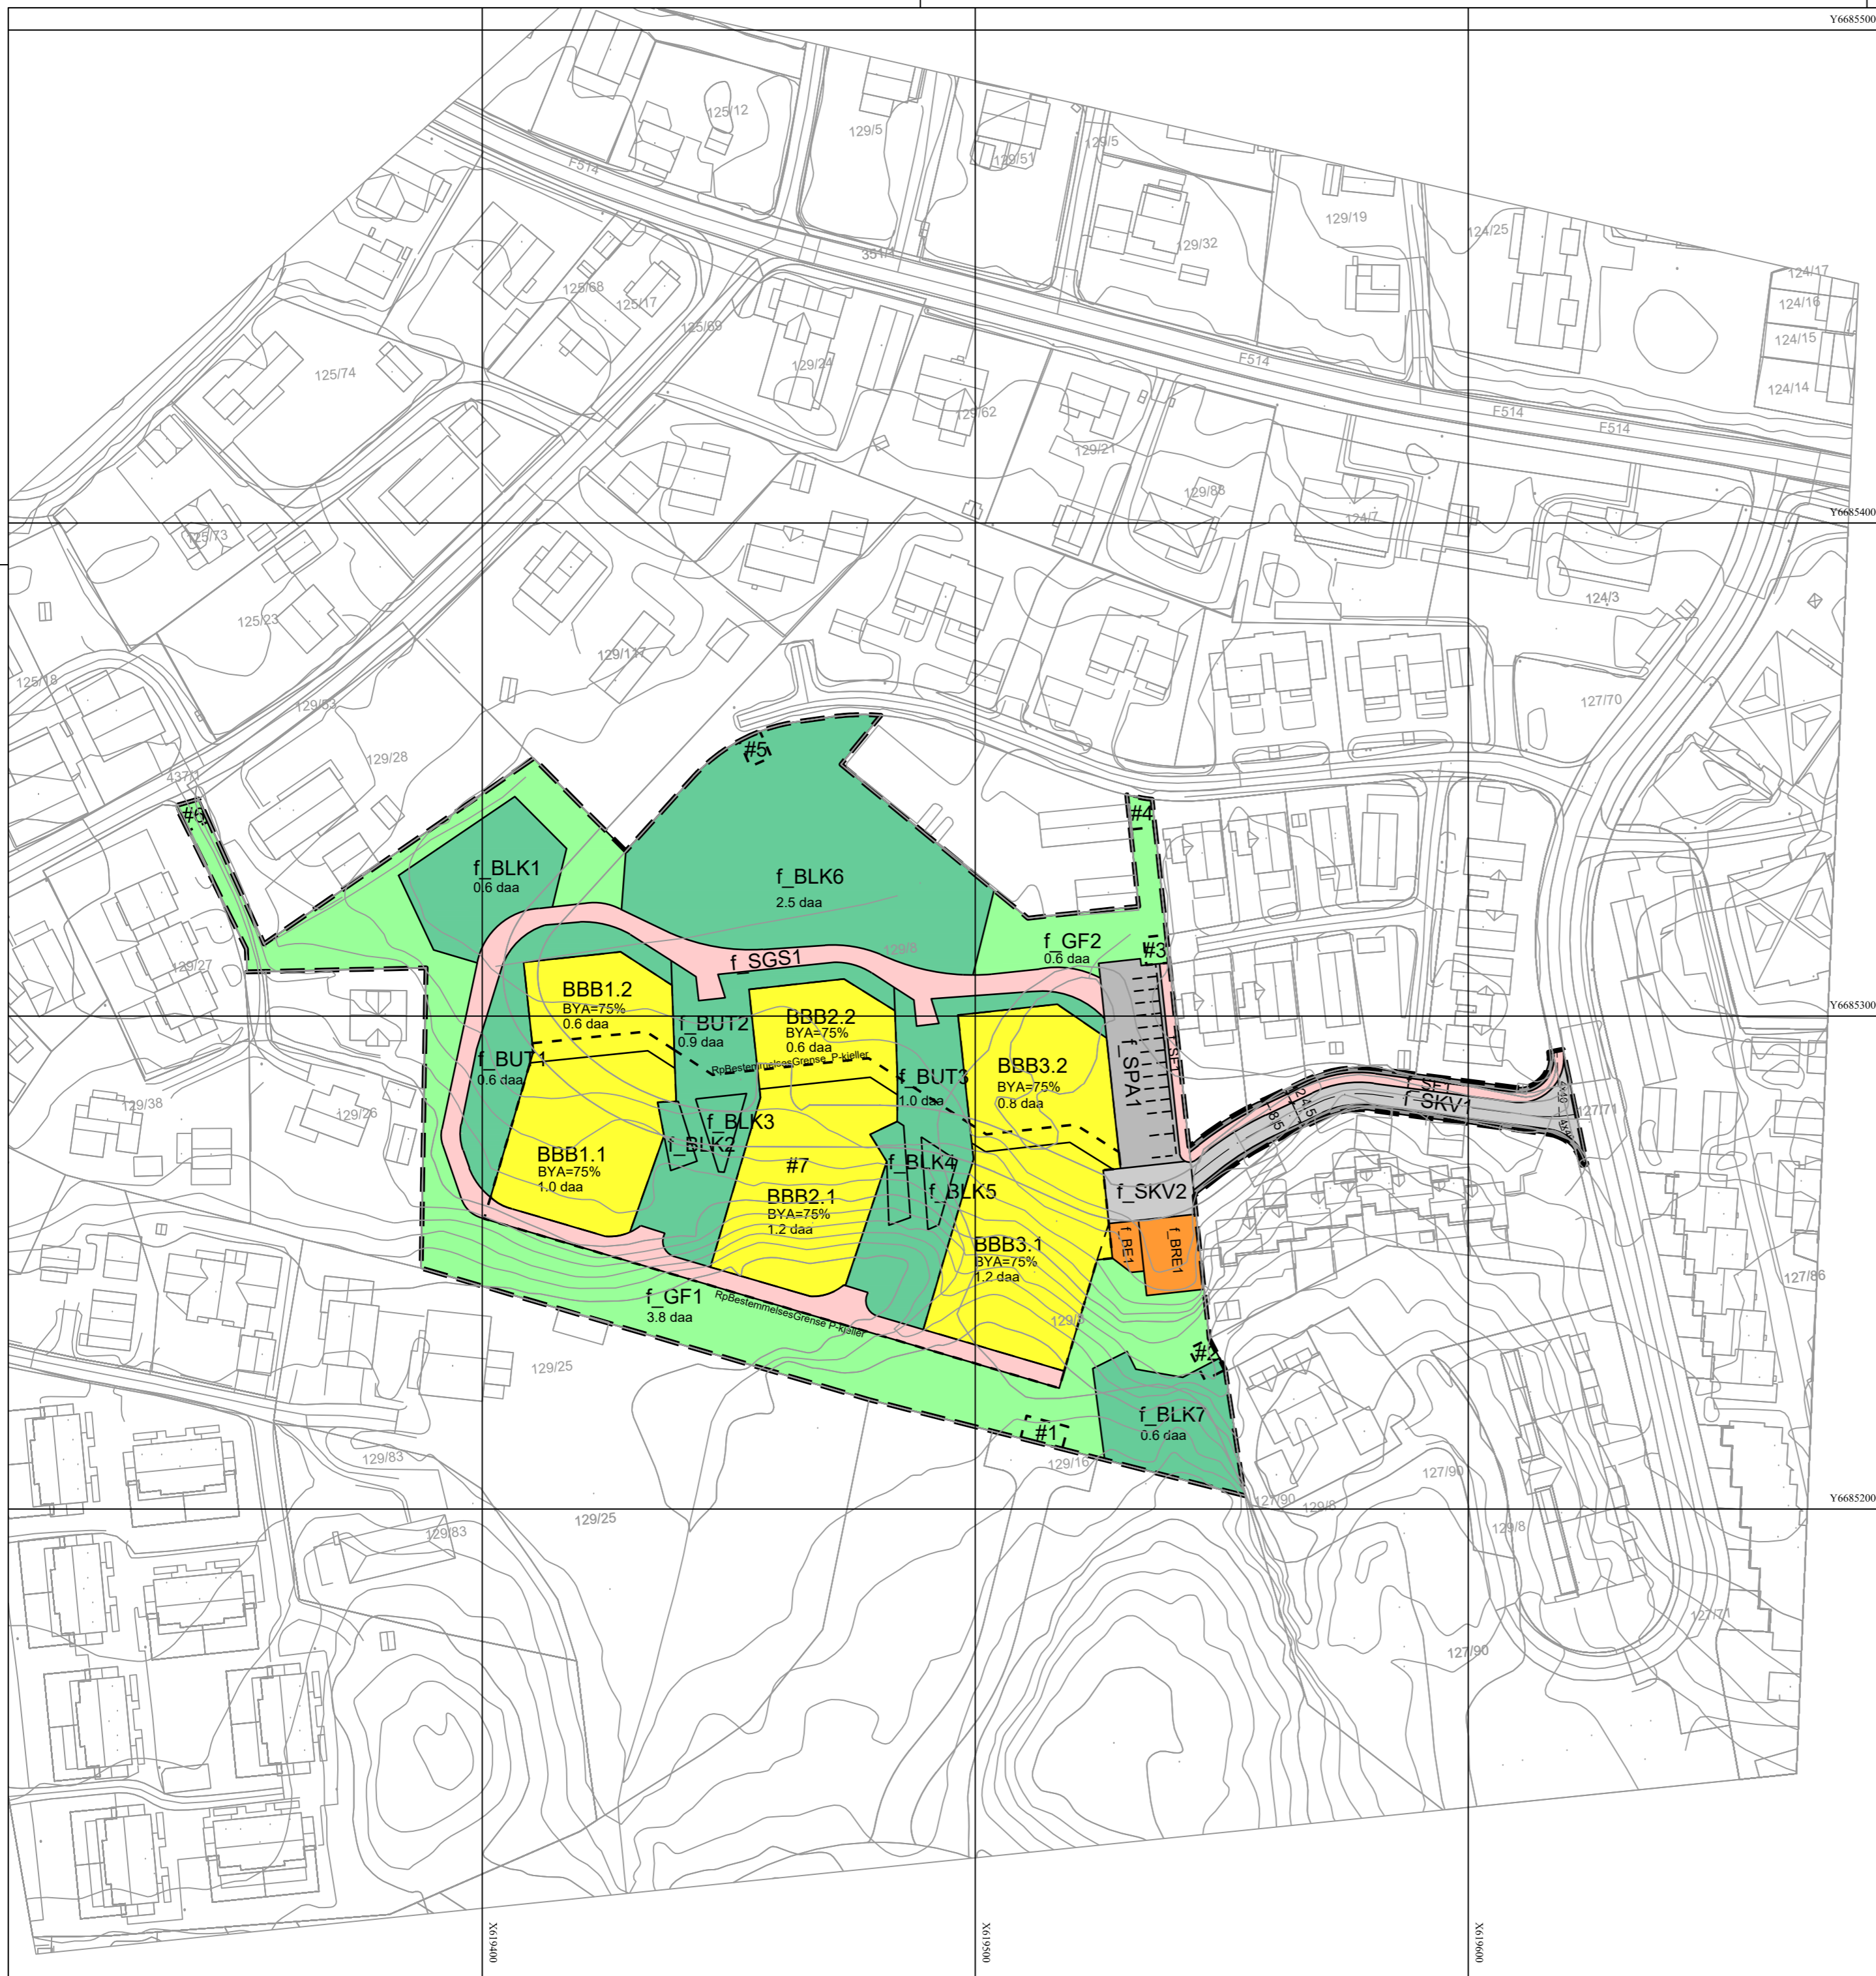 Y6685500
125/12
129/5
129/51
129/5
F514
129/19
124/25
129/32
351/1
124/17
125/68
125/17
124/16
125/69
124/15
F514
129/24
125/74
124/14
129/62
F514
F514
129/21
129/88
Y6685400
124/7
125/73
124/3
125/23
129/117
125/18
127/70
129/53
#5
129/28
437/1
#6
#4
f_BLK1
0.6 daa
f_BLK6
2.5 daa
f_GF2
0.6 daa
#3
129/8
f_SGS1
129/27
BBB1.2
BYA=75%
0.6 daa
Y6685300
BBB2.2
BYA=75%
0.6 daa
f_BUT2
0.9 daa
RpBestemmelsesGrense P-kjeller
f_BUT1
0.6 daa
BBB3.2
BYA=75%
0.8 daa
f_BUT3
1.0 daa
f_SPA1
f_SF1
f_SKV1
129/38
129/26
127/71
f_BLK3
f_BLK2
BBB1.1
BYA=75%
1.0 daa
#7
f_BLK4
f_BLK5
f_SKV2
BBB2.1
BYA=75%
1.2 daa
BBB3.1
BYA=75%
1.2 daa
f_BRE1
127/86
f_GF1
3.8 daa
RpBestemmelsesGrense P-kjeller
#2
129/25
f_BLK7
0.6 daa
#1
129/83
129/16
127/90
127/90
129/8
Y6685200
129/25
129/83
129/8
127/71
127/90
X619400
X619500
X619600